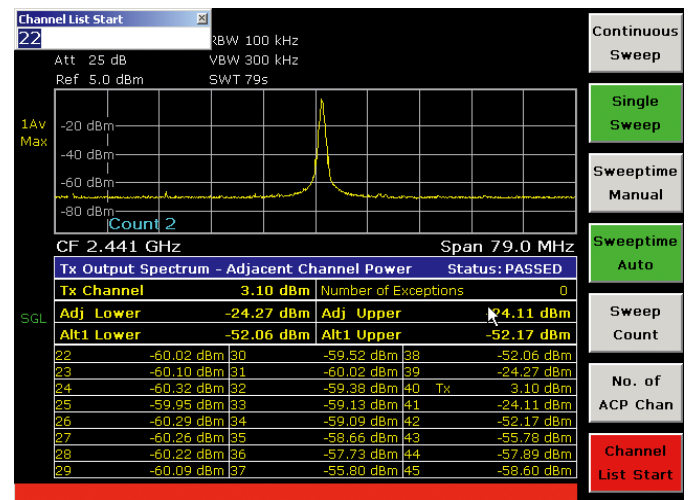 Channel List Start
22
RBW 100 kHz
Att 25 dB
VBW 300 kHz
Ref 5.0 dBm
SWT 79s
1Av
Max
-20 dBm
-40 dBm
-60 dBm
-80 dBm
Count 2
CF 2.441 GHz
Span 79.0 MHz
Tx Output Spectrum - Adjacent Channel Power Status: PASSED
Tx Channel 3.10 dBm Number of Exceptions 0
SGL
Adj Lower -24.27 dBm Adj Upper -24.11 dBm
Alt1 Lower -52.06 dBm Alt1 Upper -52.17 dBm
22 -60.02 dBm 30 -59.52 dBm 38 -52.06 dBm
23 -60.10 dBm 31 -60.02 dBm 39 -24.27 dBm
24 -60.32 dBm 32 -59.38 dBm 40 Tx 3.10 dBm
25 -59.95 dBm 33 -59.13 dBm 41 -24.11 dBm
26 -60.29 dBm 34 -59.09 dBm 42 -52.17 dBm
27 -60.26 dBm 35 -58.66 dBm 43 -55.78 dBm
28 -60.22 dBm 36 -57.73 dBm 44 -57.89 dBm
29 -60.09 dBm 37 -55.80 dBm 45 -58.60 dBm
Continuous
Sweep
Single
Sweep
Sweeptime
Manual
Sweeptime
Auto
Sweep
Count
No. of
ACP Chan
Channel
List Start